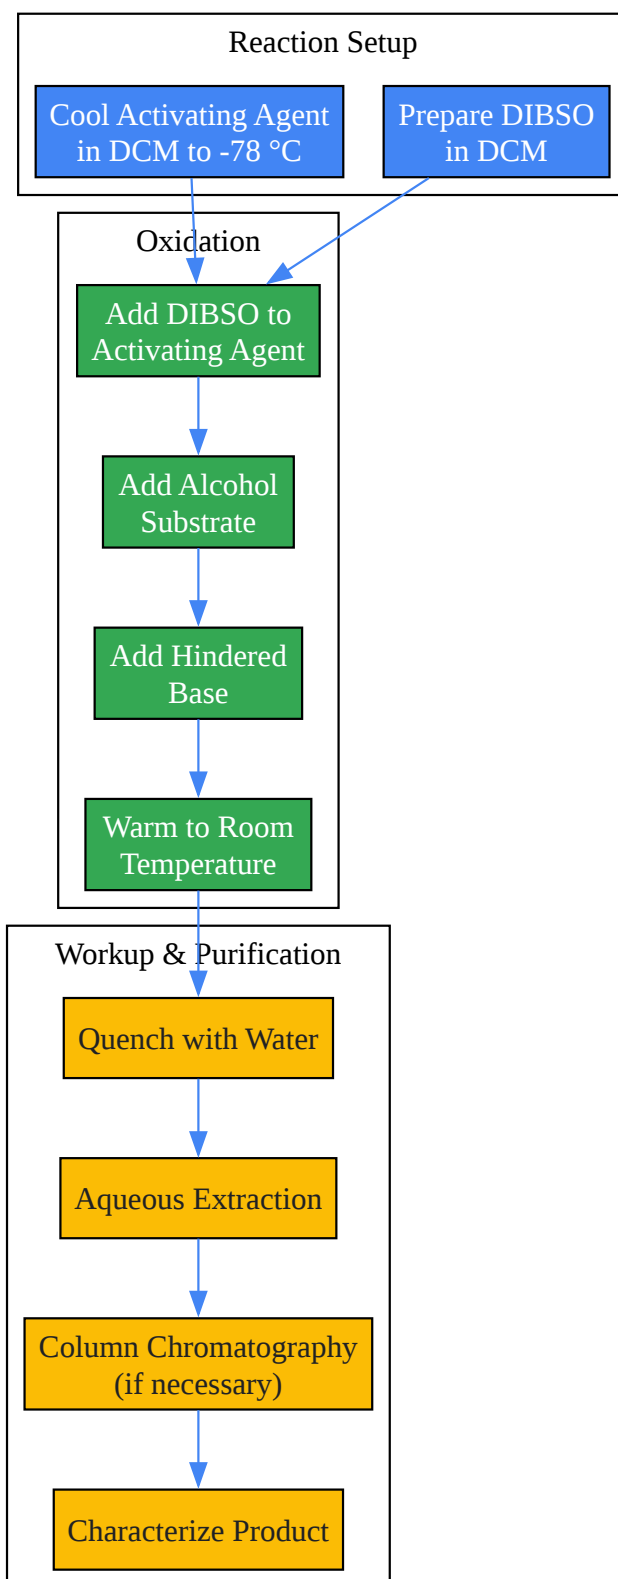 Reaction Setup
Cool Activating Agent
in DCM to -78 °C
Prepare DIBSO
in DCM
Oxidation
Add DIBSO to
Activating Agent
Add Alcohol
Substrate
Add Hindered
Base
Warm to Room
Temperature
Workup & Purification
Quench with Water
Aqueous Extraction
Column Chromatography
(if necessary)
Characterize Product